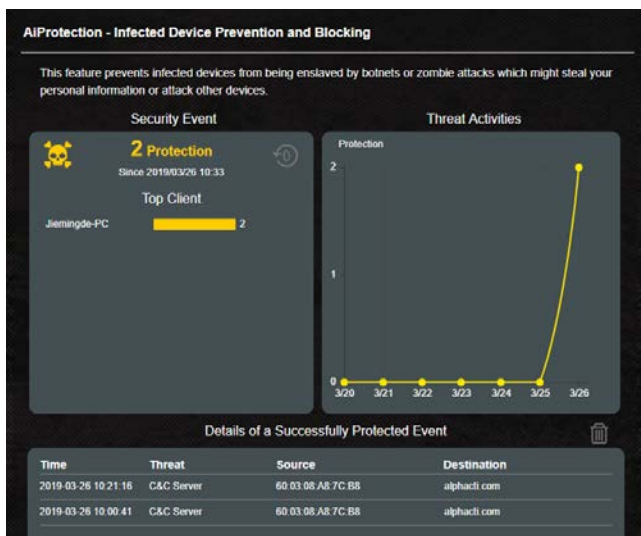 AiProtection - Infected Device Prevention and Blocking
This feature prevents infected devices from being enslaved by botnets or zombie attacks which might steal your
personal information or attack other devices.
Security Event
2 Protection
Since 2019/03/26 10:33
0
Top Client
Jiemingde-PC 2
Threat Activities
Protection
2
1
0
3/20 3/21 3/22 3/23 3/24 3/25 3/26
Details of a Successfully Protected Event
Time Threat Source Destination
2019-03-26 10:21:16 C&C Server 60:03:08:A8:7C:B8 alphacti.com
2019-03-26 10:00:41 C&C Server 60:03:08:A8:7C:B8 alphacti.com